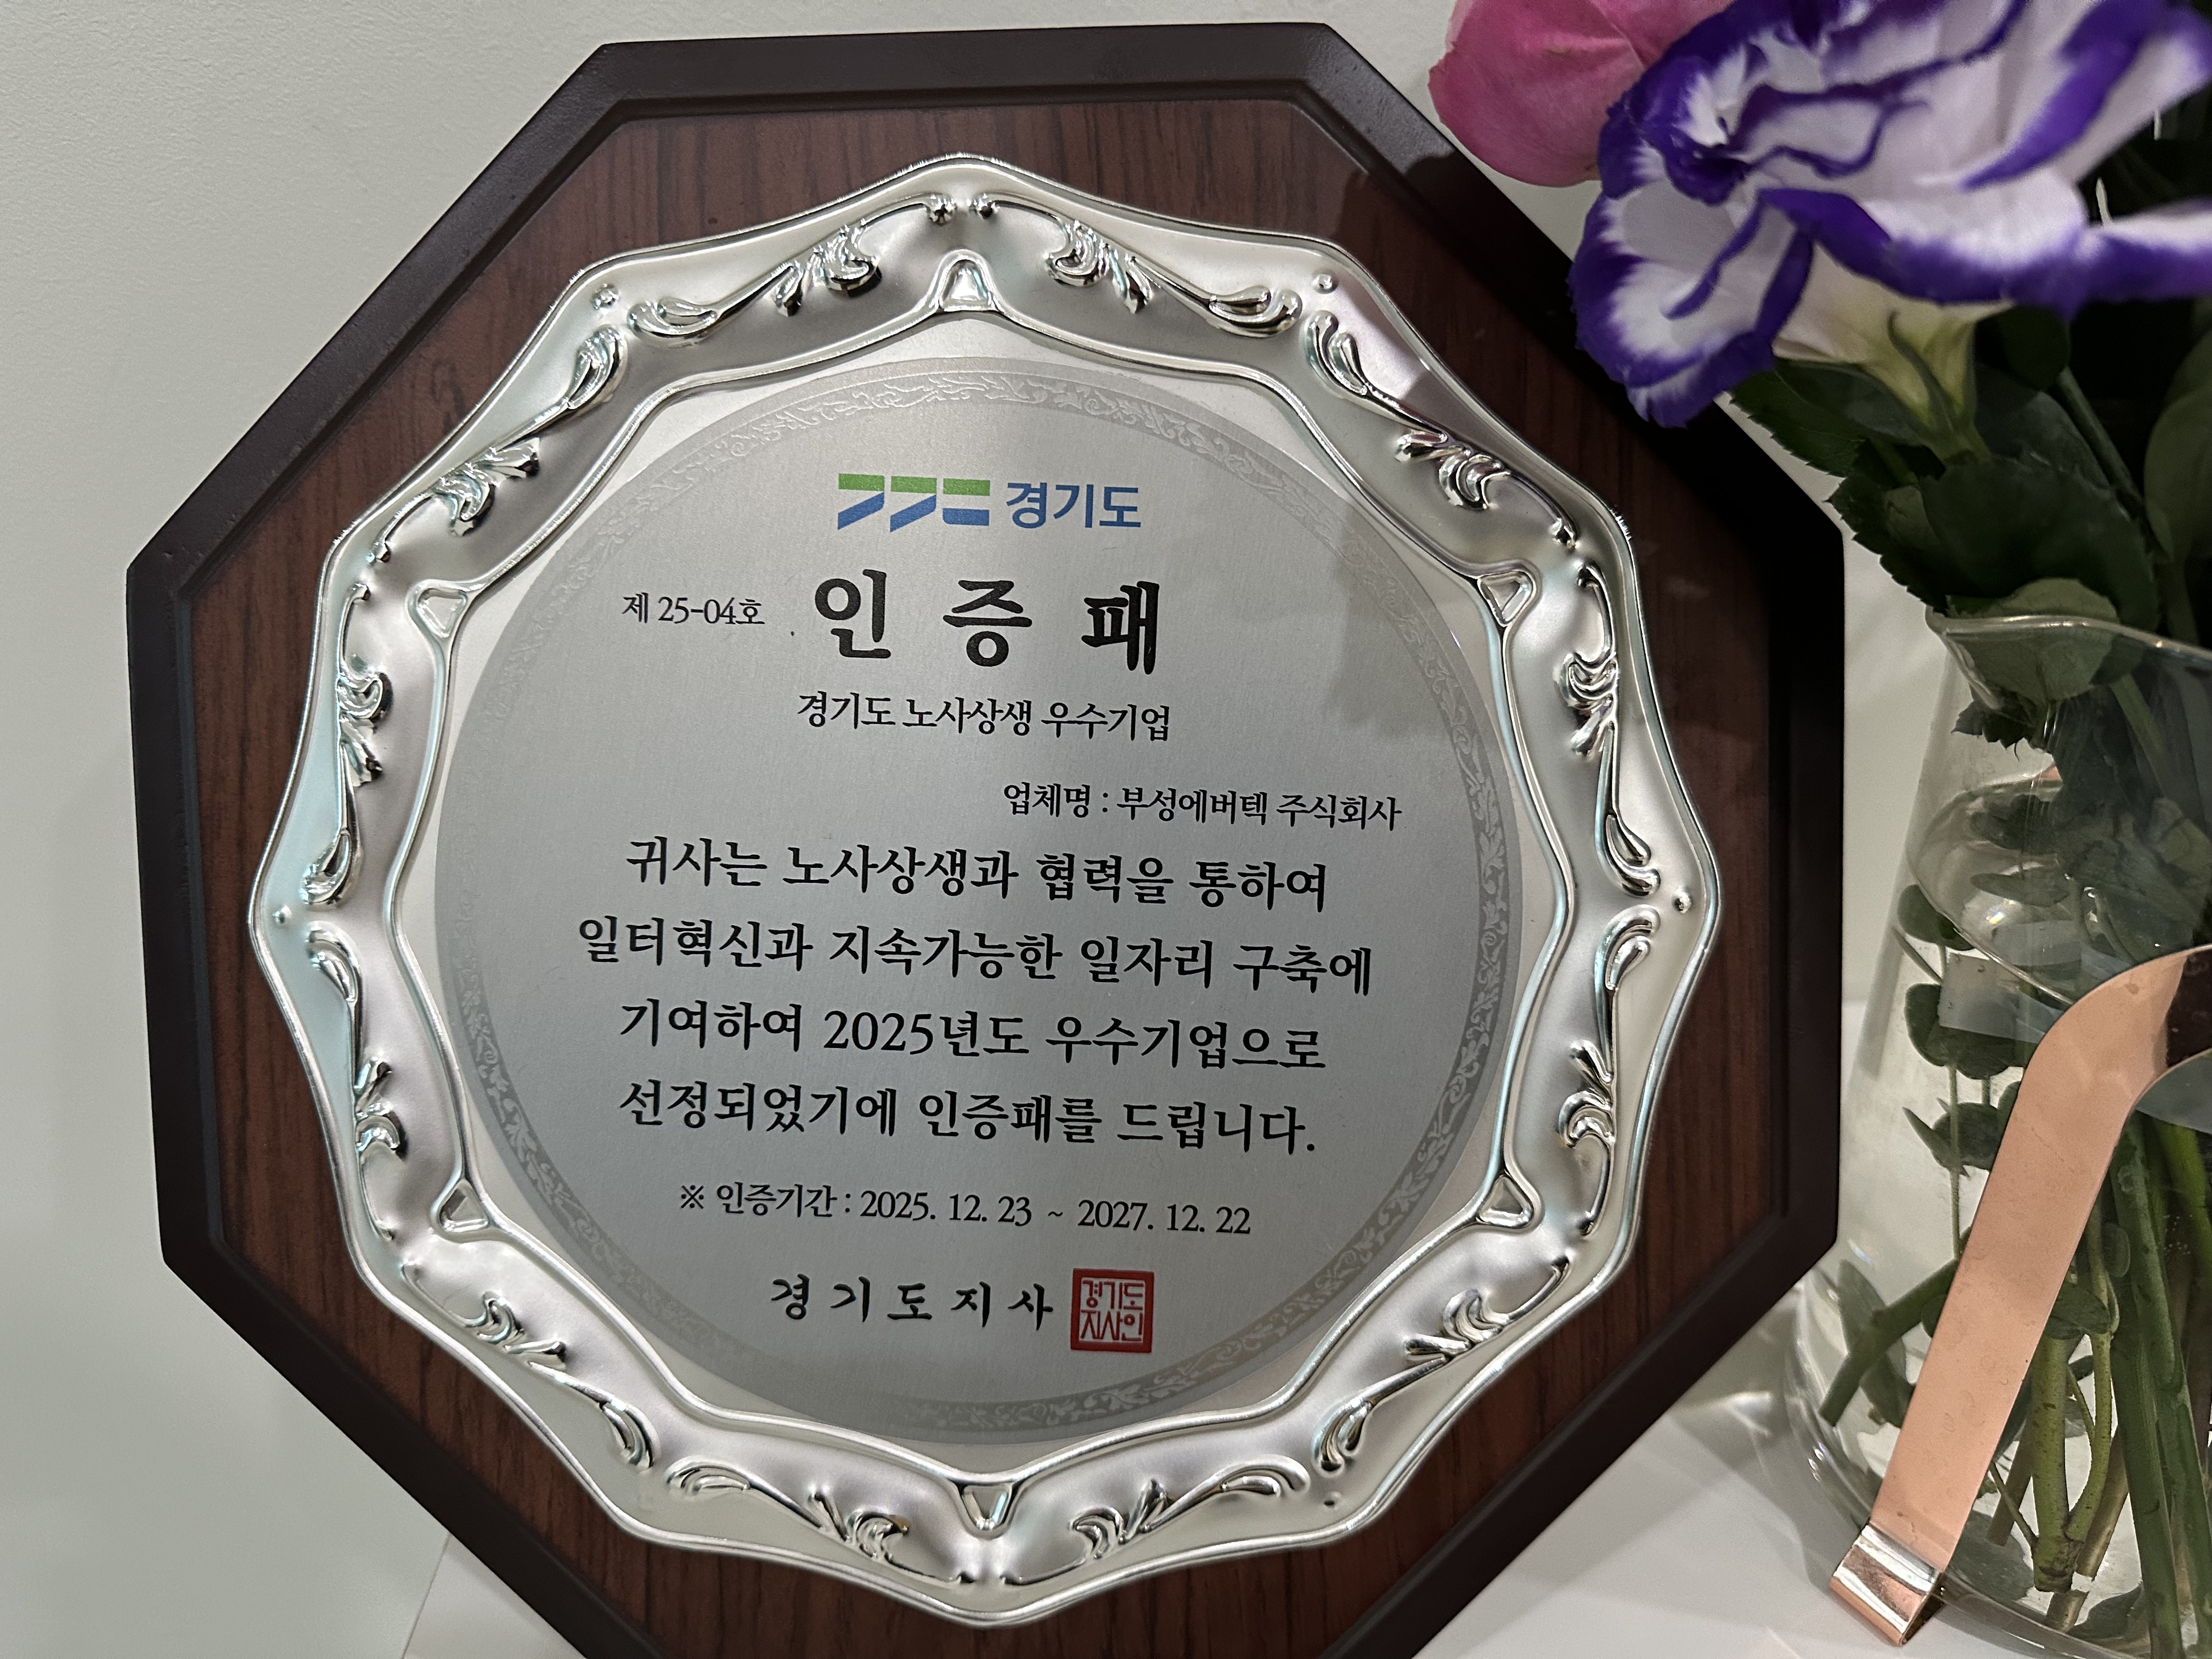 경기도
제 25-04호 인증패
경기도 노사상생 우수기업
업체명 : 부성에버텍 주식회사
귀사는 노사상생과 협력을 통하여
일터혁신과 지속가능한 일자리 구축에
기여하여 2025년도 우수기업으로
선정되었기에 인증패를 드립니다.
※ 인증기간 : 2025. 12. 23 ~ 2027. 12. 22
경기도지사
경기도
지사인